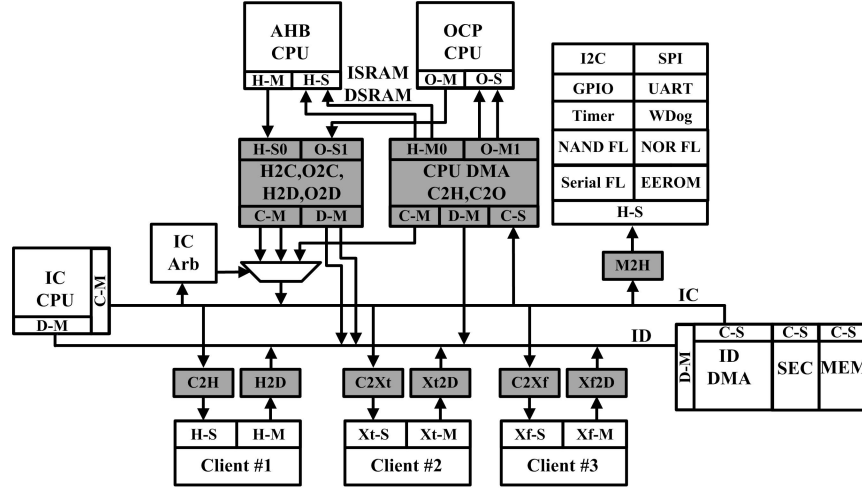 AHB
CPU
H-M H-S
OCP
CPU
O-M O-S
ISRAM
DSRAM
I2C SPI
GPIO UART
Timer WDog
NAND FL NOR FL
Serial FL EEROM
H-S
H-S0 O-S1
H2C,O2C,
H2D,O2D
C-M D-M
H-M0 O-M1
CPU DMA
C2H,C2O
C-M D-M C-S
IC
Arb
M2H
IC
CPU
C-M
D-M
IC
ID
D-M
C-S C-S C-S
ID
DMA
SEC
MEM
C2H H2D
C2Xt Xt2D
C2Xf Xf2D
H-S H-M
Client #1
Xt-S Xt-M
Client #2
Xf-S Xf-M
Client #3